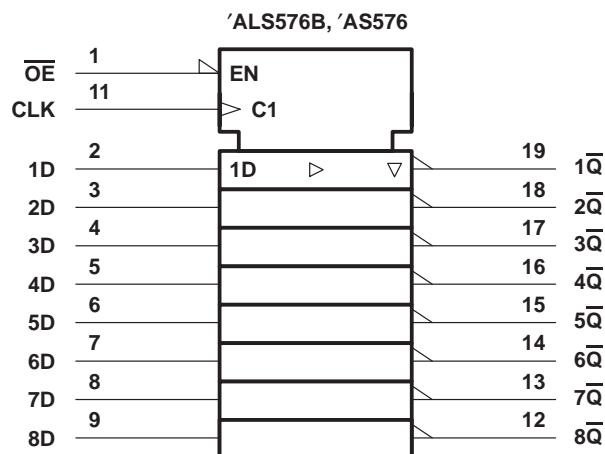 ′ALS576B, ′AS576
O̅E̅ 1 EN
CLK 11 C1
1D 2 1D 19 1Q̅
2D 3 18 2Q̅
3D 4 17 3Q̅
4D 5 16 4Q̅
5D 6 15 5Q̅
6D 7 14 6Q̅
7D 8 13 7Q̅
8D 9 12 8Q̅